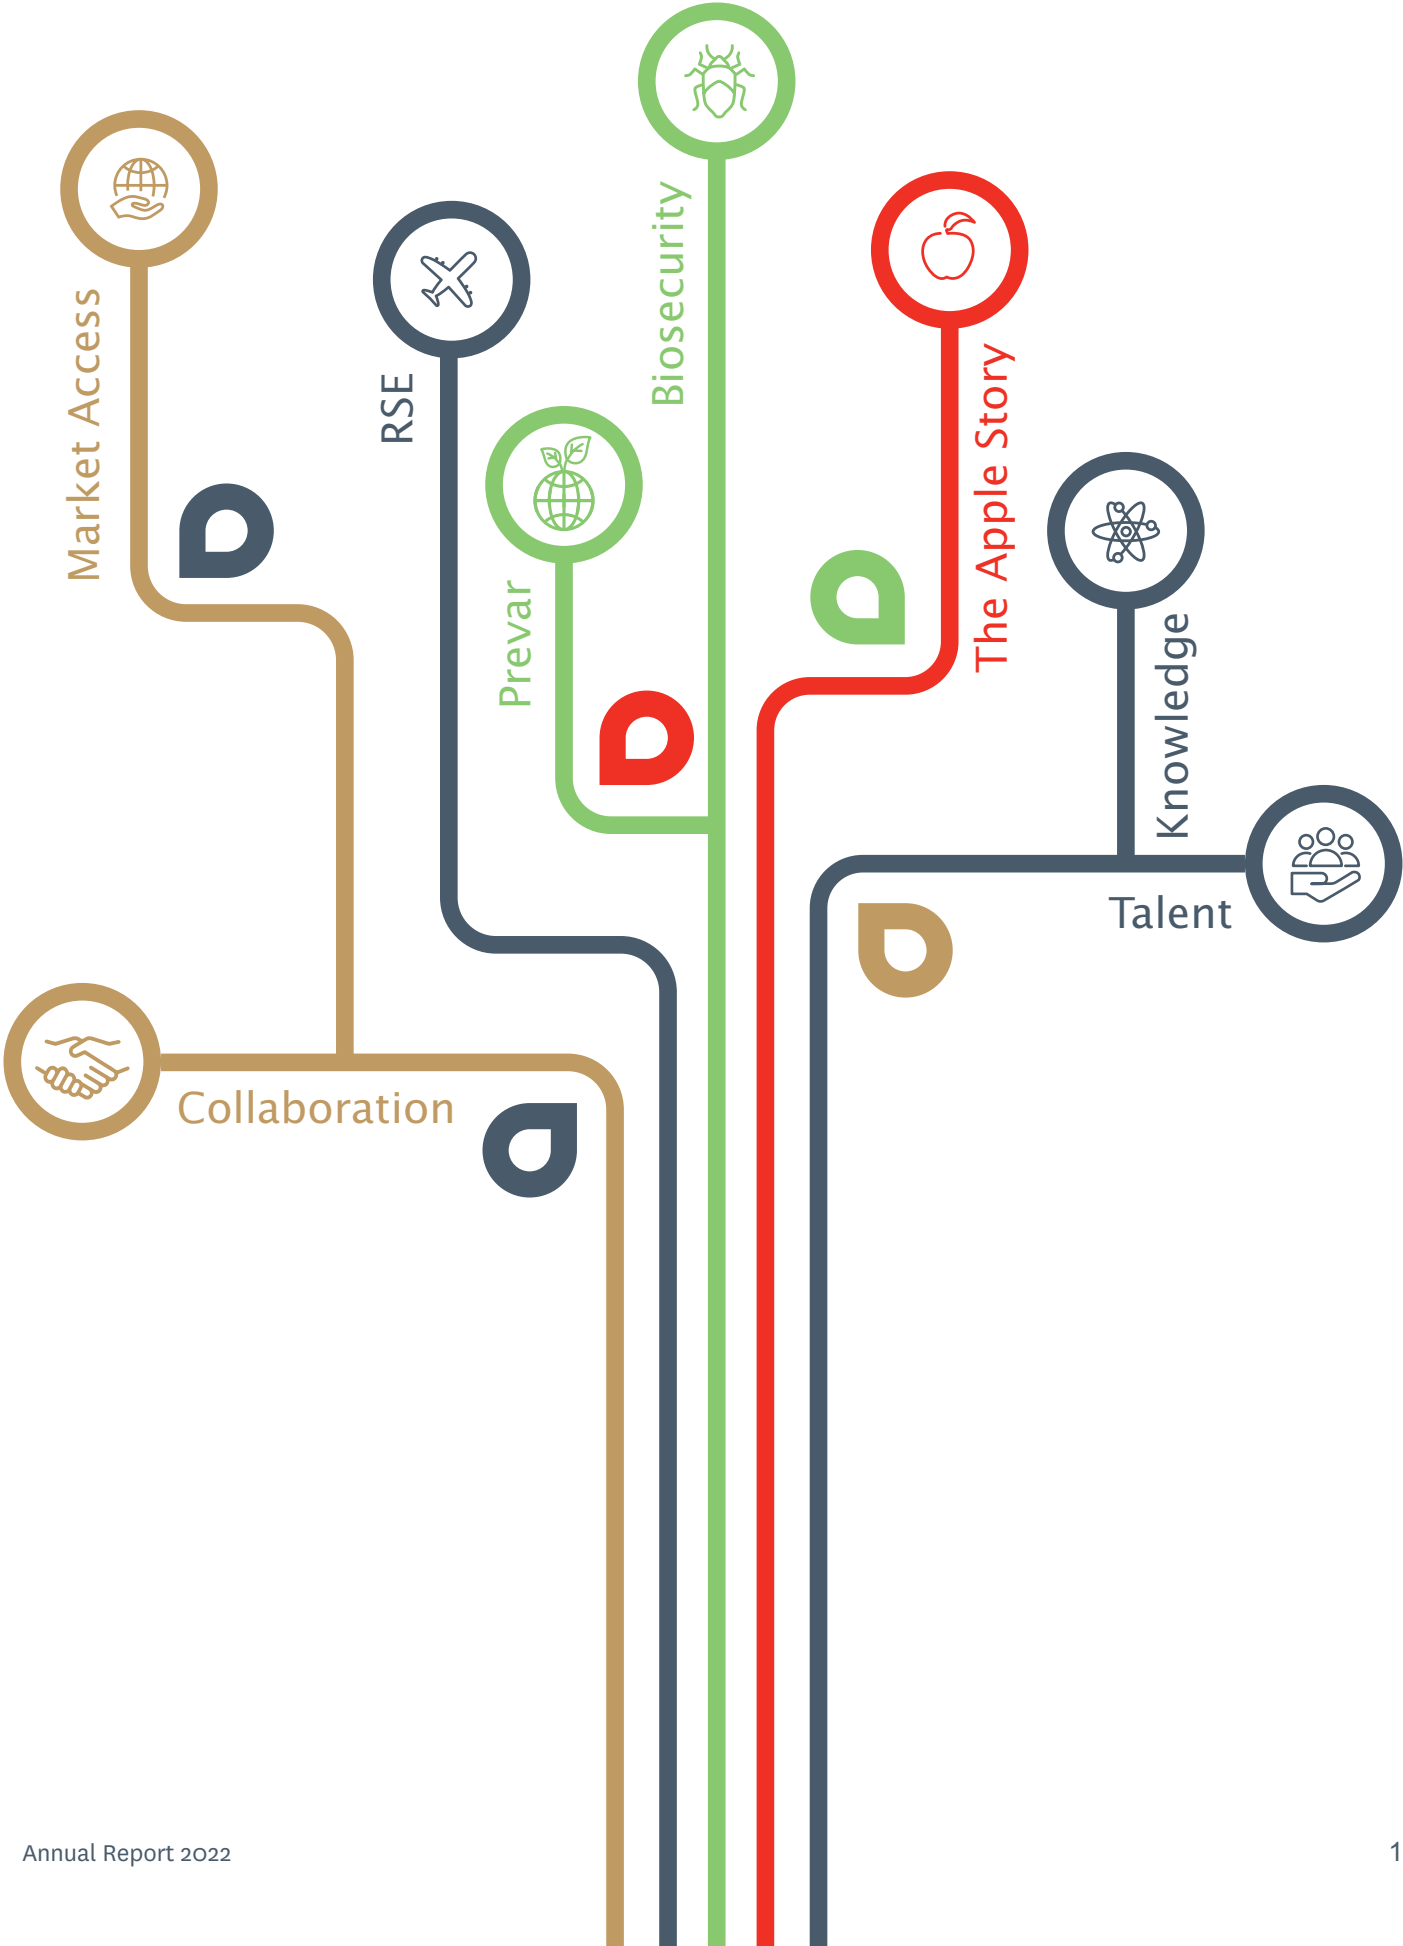 Biosecurity
Market Access
RSE
The Apple Story
Prevar
Knowledge
Talent
Collaboration
Annual Report 2022
1